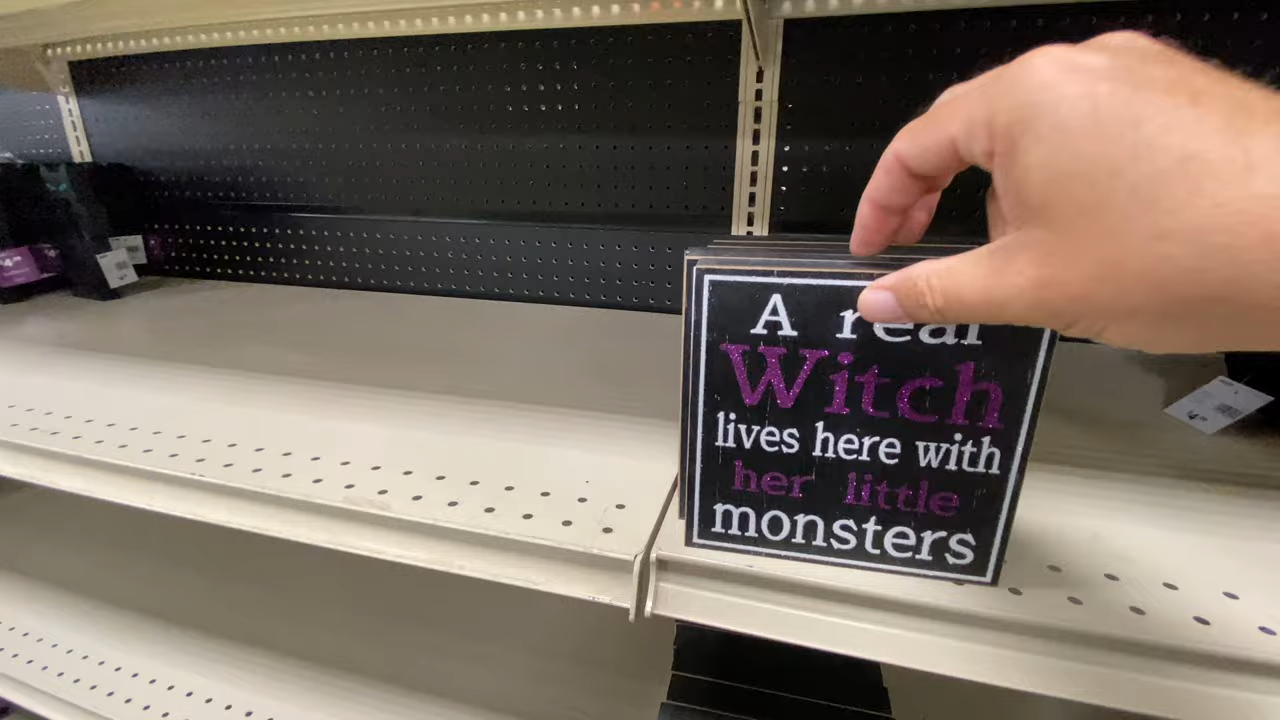 A real
Witch
lives here with
her little
monsters